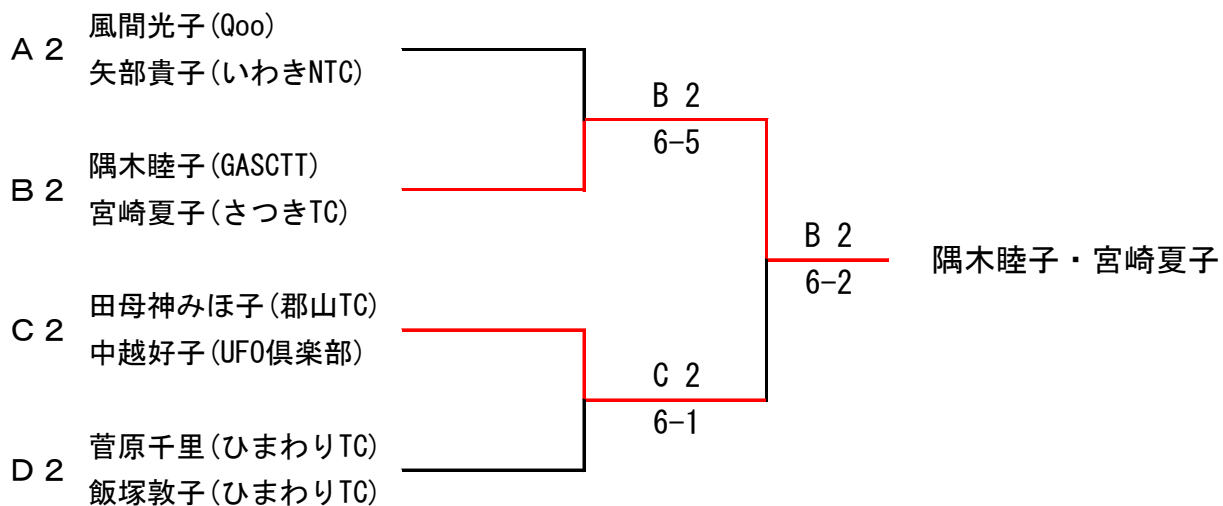 A2
風間光子(Qoo)
矢部貴子(いわきNTC)
B2
隅木睦子(GASCTT)
宮崎夏子(さつきTC)
C2
田母神みほ子(郡山TC)
中越好子(UFO倶楽部)
D2
菅原千里(ひまわりTC)
飯塚敦子(ひまわりTC)
B 2
6-5
C 2
6-1
B 2
6-2
隅木睦子・宮崎夏子